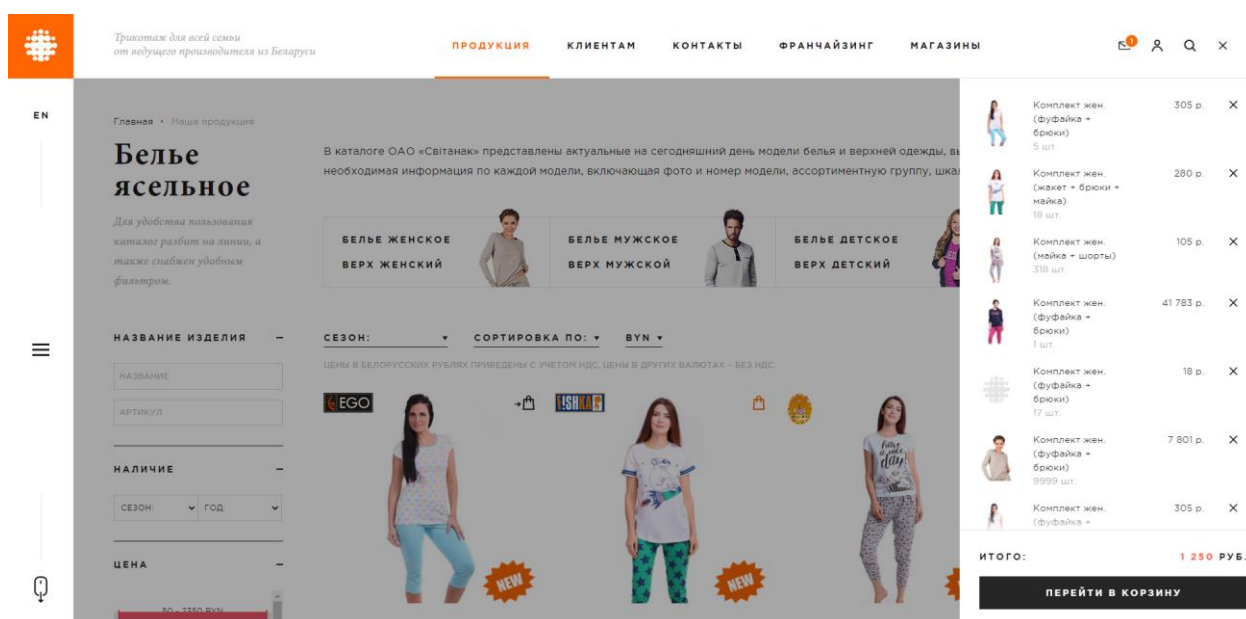 Трикотаж для всей семьи
от ведущего производителя из Беларуси
ПРОДУКЦИЯ
КЛИЕНТАМ
КОНТАКТЫ
ФРАНЧАЙЗИНГ
МАГАЗИНЫ
1
EN
Главная • Наша продукция
Белье
ясельное
Для удобства пользования
каталог разбит на линии, а
также снабжен удобным
фильтром.
В каталоге ОАО «Світанак» представлены актуальные на сегодняшний день модели белья и верхней одежды, вы
необходимая информация по каждой модели, включающая фото и номер модели, ассортиментную группу, шка
БЕЛЬЕ ЖЕНСКОЕ
ВЕРХ ЖЕНСКИЙ
БЕЛЬЕ МУЖСКОЕ
ВЕРХ МУЖСКОЙ
БЕЛЬЕ ДЕТСКОЕ
ВЕРХ ДЕТСКИЙ
НАЗВАНИЕ ИЗДЕЛИЯ –
НАЗВАНИЕ
АРТИКУЛ
НАЛИЧИЕ –
СЕЗОН:
ГОД:
ЦЕНА –
50 - 2350 BYN
СЕЗОН:
СОРТИРОВКА ПО:
BYN
ЦЕНЫ В БЕЛОРУССКИХ РУБЛЯХ ПРИВЕДЕНЫ С УЧЕТОМ НДС, ЦЕНЫ В ДРУГИХ ВАЛЮТАХ – БЕЗ НДС.
EGO
NEW
NEW
Комплект жен.
(фуфайка +
брюки)
5 шт.
305 р.
Комплект жен.
(жакет + брюки +
майка)
18 шт.
280 р.
Комплект жен.
(майка + шорты)
318 шт.
105 р.
Комплект жен.
(фуфайка +
брюки)
1 шт.
41 783 р.
Комплект жен.
(фуфайка +
брюки)
17 шт.
18 р.
Комплект жен.
(фуфайка +
брюки)
9999 шт.
7 801 р.
Комплект жен.
(фуфайка +
305 р.
ИТОГО:
1 250 РУБ.
ПЕРЕЙТИ В КОРЗИНУ